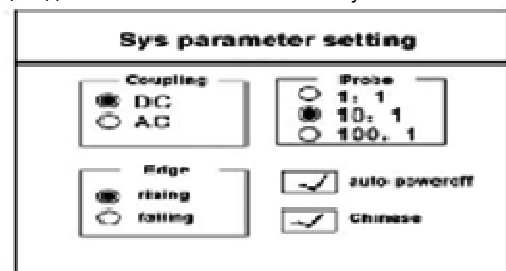 Sys parameter setting
Coupling
DC
AC
Probe
1: 1
10. 1
100. 1
Edge
rising
falling
auto-poweroff
Chinese